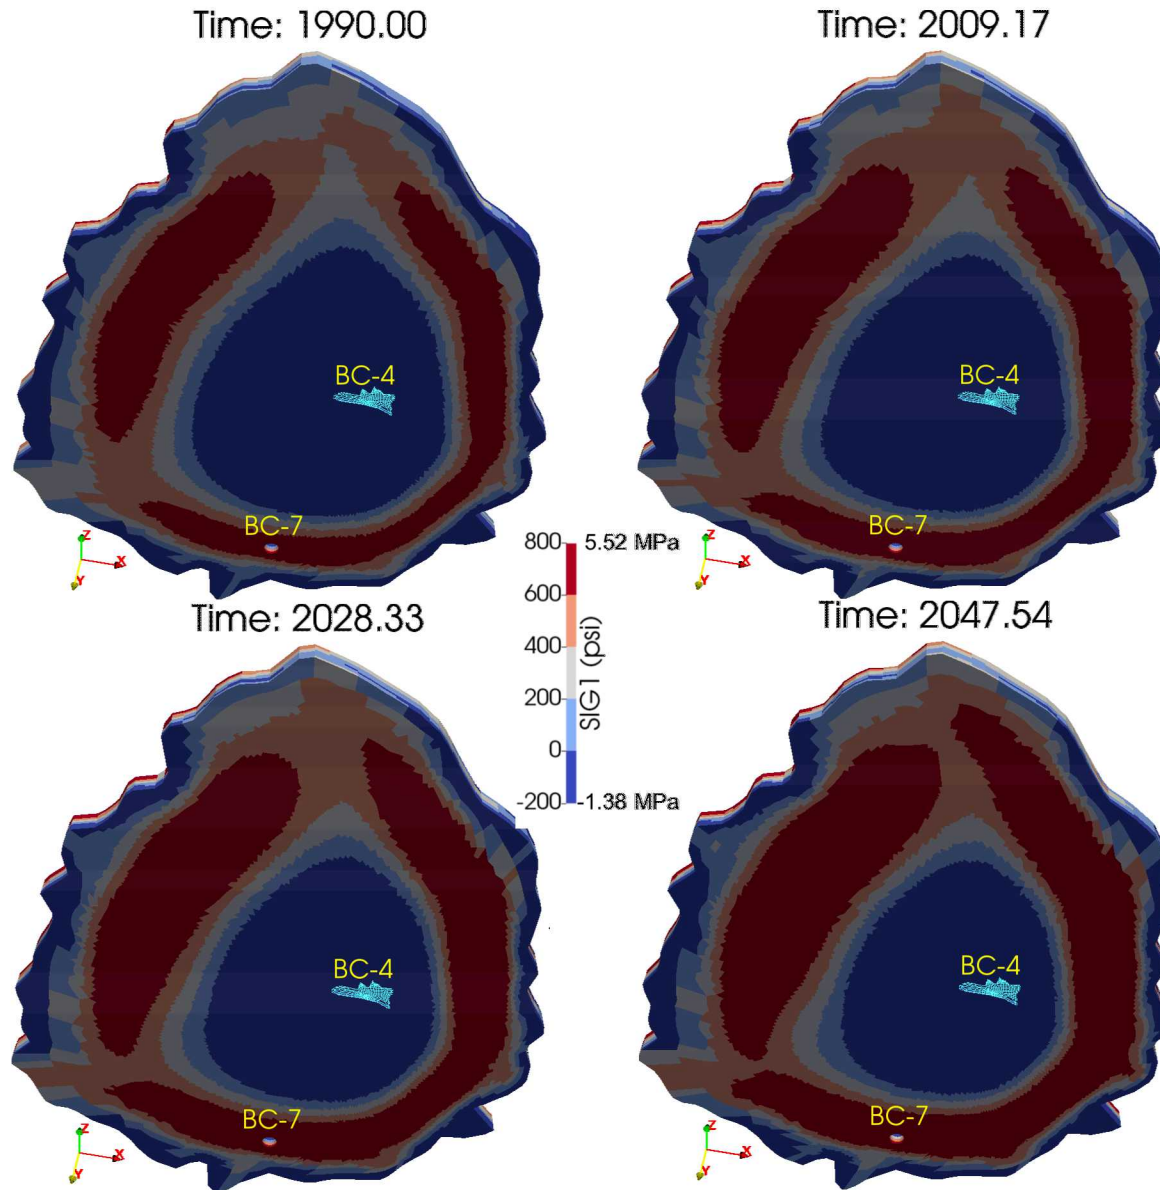 Time: 1990.00
Time: 2009.17
BC-4
BC-4
BC-7
BC-7
Z
X
Y
Z
X
Y
800
5.52 MPa
600
400
200
0
-200
-1.38 MPa
SIG1 (psi)
Time: 2028.33
Time: 2047.54
BC-4
BC-4
BC-7
BC-7
Z
X
Y
Z
X
Y